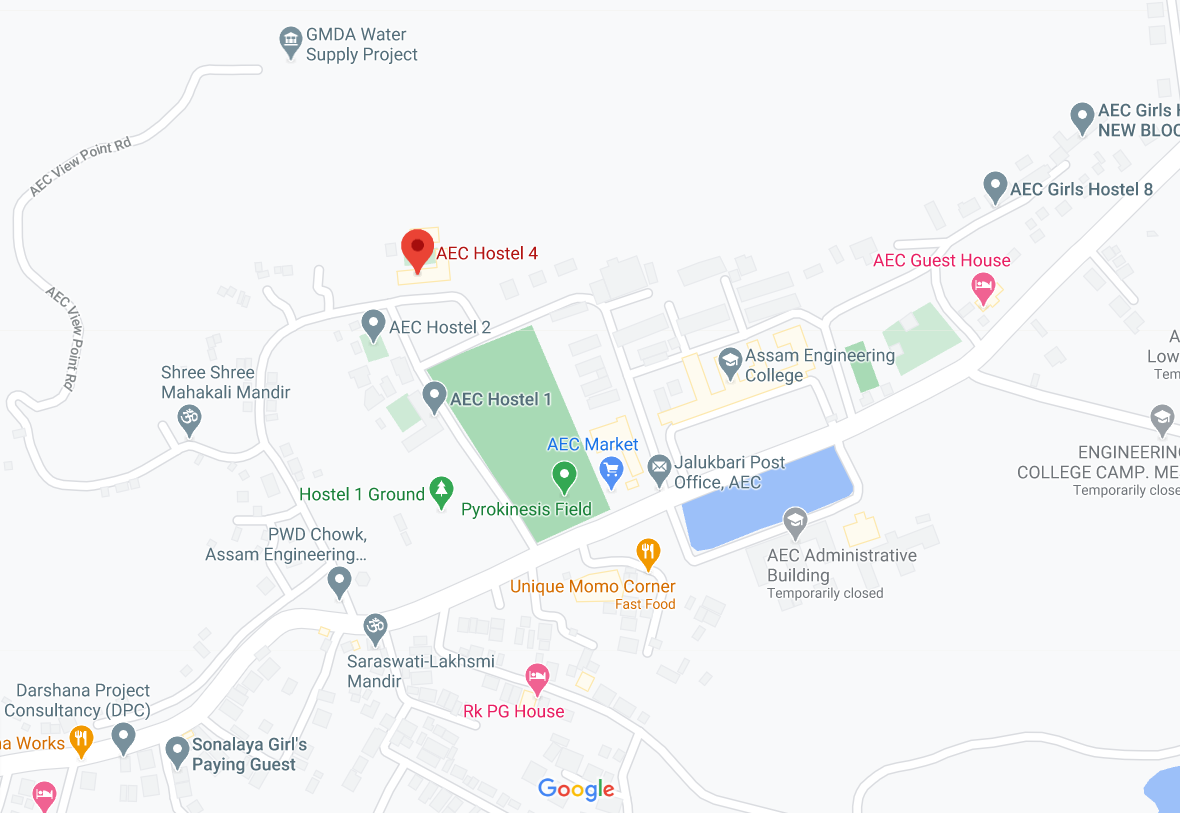 GMDA Water
Supply Project
AEC View Point Rd
AEC Girls H
NEW BLOC
AEC Girls Hostel 8
AEC Hostel 4
AEC Guest House
AEC View Point Rd
AEC Hostel 2
Assam Engineering
College
A
Low
Tem
Shree Shree
Mahakali Mandir
AEC Hostel 1
AEC Market
Jalukbari Post
Office, AEC
ENGINEERING
COLLEGE CAMP. ME
Temporarily close
Hostel 1 Ground
Pyrokinesis Field
PWD Chowk,
Assam Engineering...
AEC Administrative
Building
Temporarily closed
Unique Momo Corner
Fast Food
Saraswati-Lakhsmi
Mandir
Rk PG House
Darshana Project
Consultancy (DPC)
na Works
Sonalaya Girl's
Paying Guest
Google